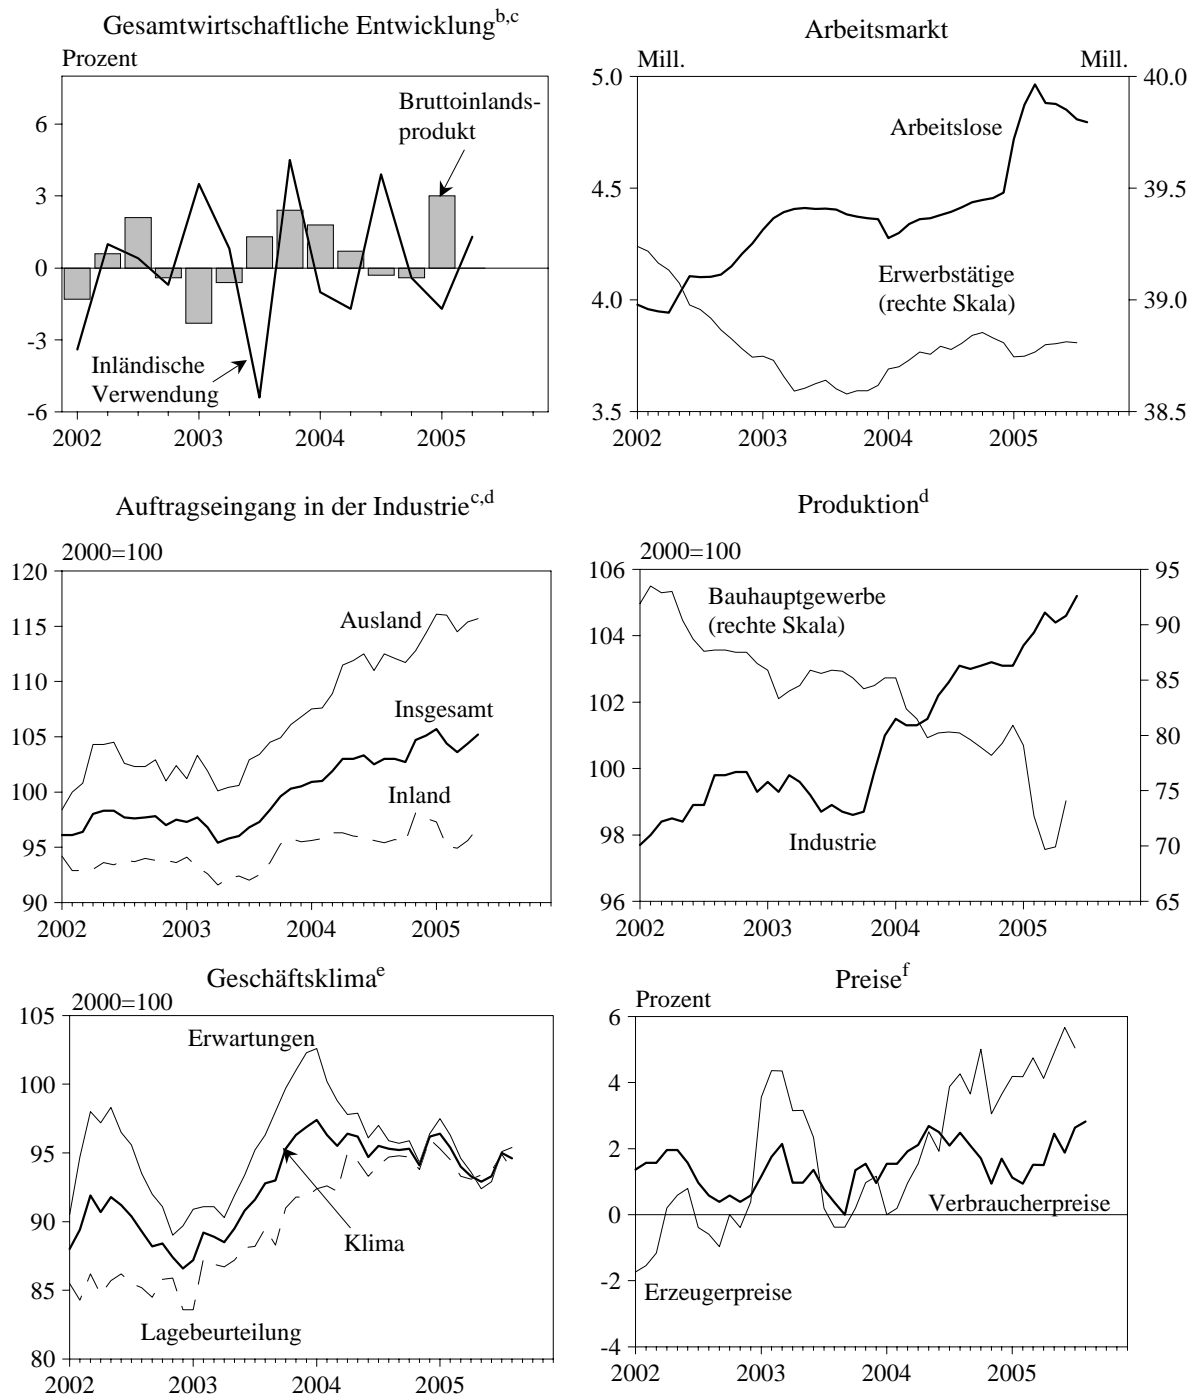 Gesamtwirtschaftliche Entwicklung^b,c
Prozent
6
3
0
-3
-6
Bruttoinlands-
produkt
Inländische
Verwendung
2002 2003 2004 2005
Arbeitsmarkt
Mill. Mill.
5.0 40.0
4.5 39.5
4.0 39.0
3.5 38.5
Arbeitslose
Erwerbstätige
(rechte Skala)
2002 2003 2004 2005
Auftragseingang in der Industrie^c,d
2000=100
120
115
110
105
100
95
90
Ausland
Insgesamt
Inland
2002 2003 2004 2005
Produktion^d
2000=100
106 95
104 90
85
102
80
100
75
98 70
96 65
Bauhauptgewerbe
(rechte Skala)
Industrie
2002 2003 2004 2005
Geschäftsklima^e
2000=100
105
100
95
90
85
80
Erwartungen
Klima
Lagebeurteilung
2002 2003 2004 2005
Preise^f
Prozent
6
4
2
0
-2
-4
Verbraucherpreise
Erzeugerpreise
2002 2003 2004 2005